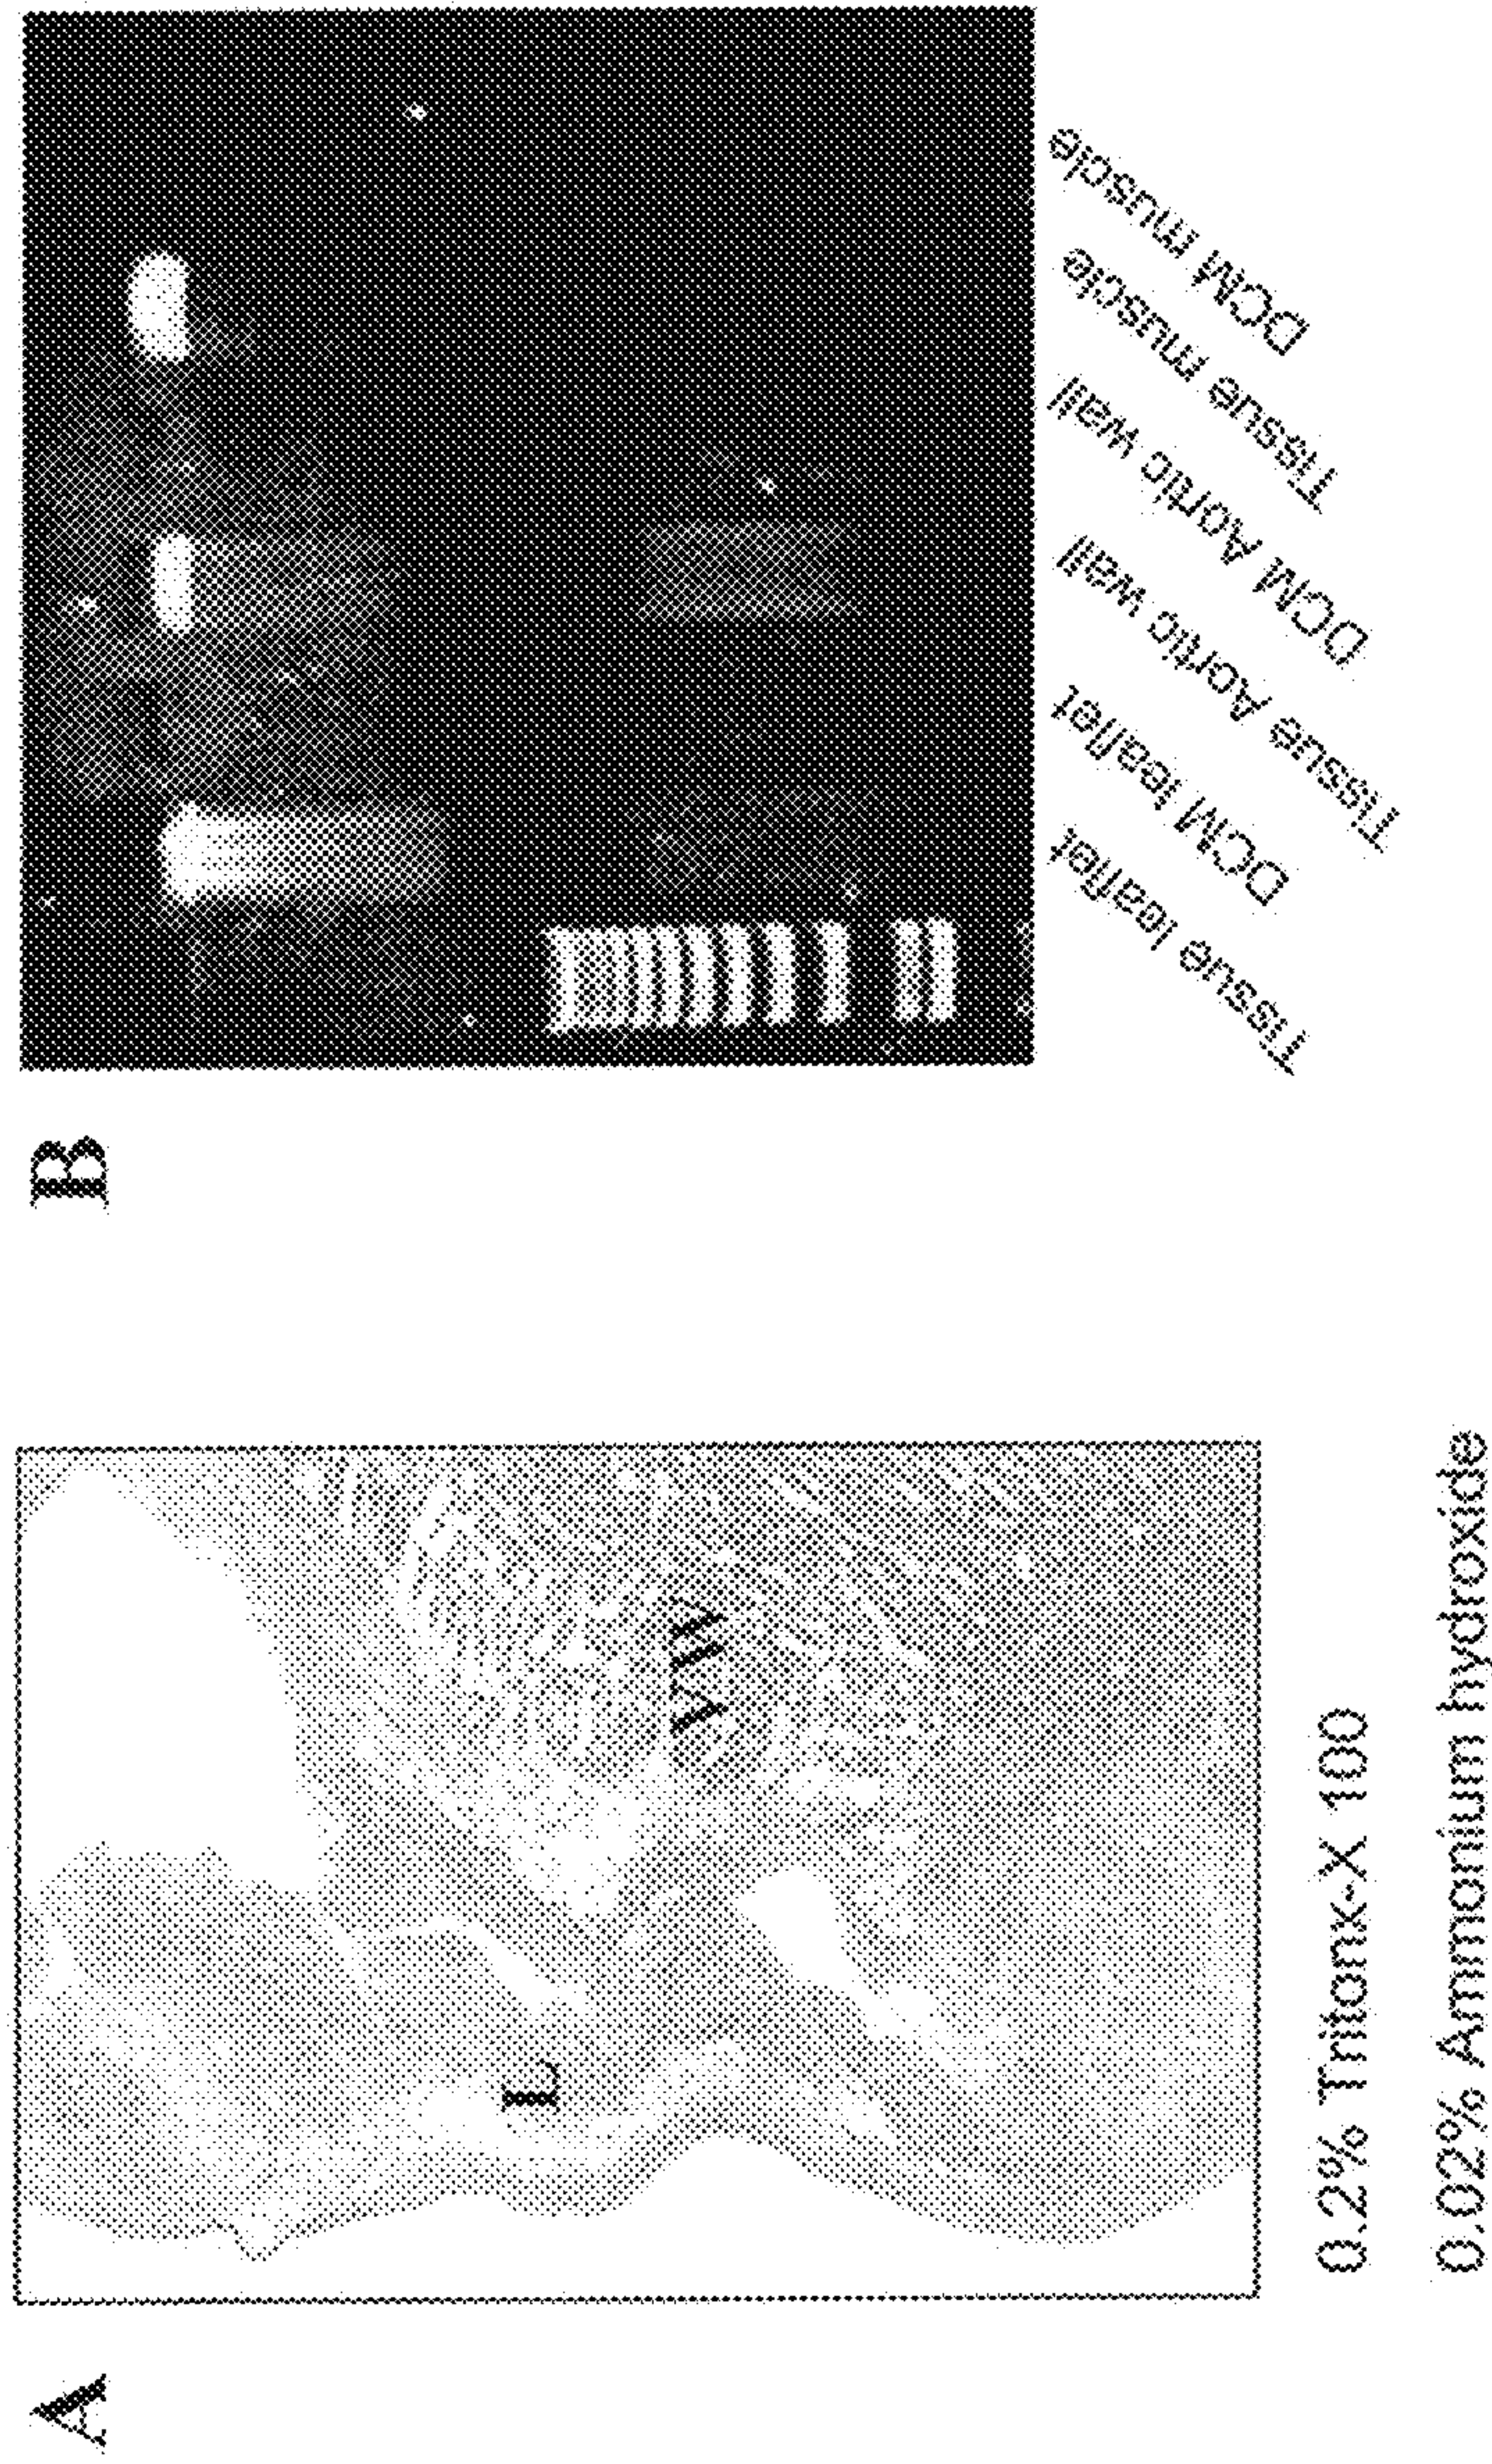 A
L
VW
0.2% Tritonx-X 100
0.02% Ammonium hydroxide
B
Tissue leaflet
DCM leaflet
Tissue Aortic wall
DCM Aortic wall
Tissue muscle
DCM muscle